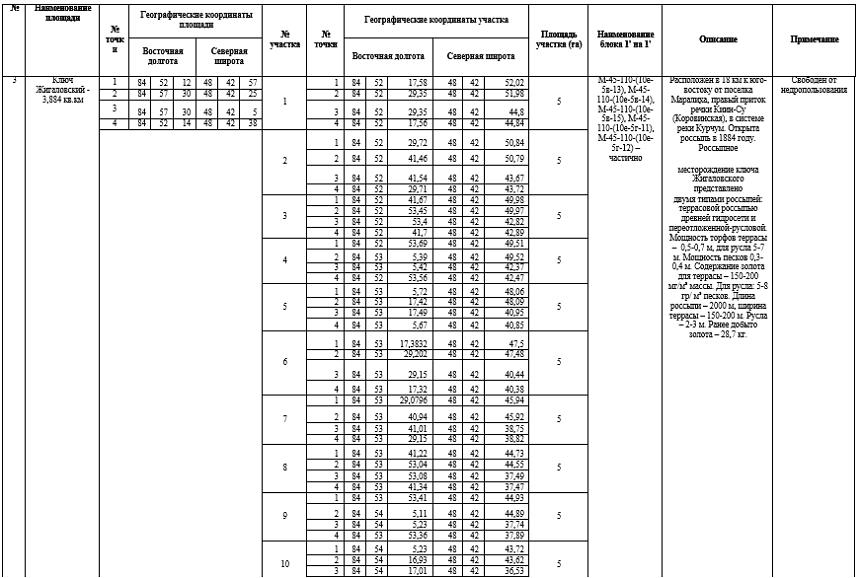 № Наименование площади № точк и Географические координаты площади № участка № точки Географические координаты участка Площадь участка (га) Наименование блока 1' на 1' Описание Примечание
Восточная долгота Северная широта Восточная долгота Северная широта
3 Ключ Жигаловский - 3,884 кв.км
1 84 52 12 48 42 57
2 84 57 30 48 42 25
3 84 57 30 48 42 5
4 84 52 14 48 42 38
1
1 84 52 17,58 48 42 52,02
2 84 52 29,35 48 42 51,98
3 84 52 29,35 48 42 44,8
4 84 52 17,56 48 42 44,84
5
2
1 84 52 29,72 48 42 50,84
2 84 52 41,46 48 42 50,79
3 84 52 41,54 48 42 43,67
4 84 52 29,71 48 42 43,72
5
3
1 84 52 41,67 48 42 49,98
2 84 52 53,45 48 42 49,97
3 84 52 53,4 48 42 42,82
4 84 52 41,7 48 42 42,89
5
4
1 84 52 53,69 48 42 49,51
2 84 53 5,39 48 42 49,52
3 84 53 5,42 48 42 42,37
4 84 52 53,56 48 42 42,47
5
5
1 84 53 5,72 48 42 48,06
2 84 53 17,42 48 42 48,09
3 84 53 17,49 48 42 40,95
4 84 53 5,67 48 42 40,85
5
6
1 84 53 17,3832 48 42 47,5
2 84 53 29,202 48 42 47,48
3 84 53 29,15 48 42 40,44
4 84 53 17,32 48 42 40,38
5
7
1 84 53 29,0796 48 42 45,94
2 84 53 40,94 48 42 45,92
3 84 53 41,01 48 42 38,75
4 84 53 29,15 48 42 38,82
5
8
1 84 53 41,22 48 42 44,73
2 84 53 53,04 48 42 44,55
3 84 53 53,08 48 42 37,49
4 84 53 41,34 48 42 37,47
5
9
1 84 53 53,41 48 42 44,93
2 84 54 5,11 48 42 44,89
3 84 54 5,23 48 42 37,74
4 84 53 53,36 48 42 37,89
5
10
1 84 54 5,23 48 42 43,72
2 84 54 16,93 48 42 43,62
3 84 54 17,01 48 42 36,53
5
М-45-110-(10е-
5в-13), М-45-
110-(10е-5в-14),
М-45-110-(10е-
5в-15), М-45-
110-(10е-5г-11),
М-45-110-(10е-
5г-12) –
частично
Расположен в 18 км к юго-
востоку от поселка
Маралиха, правый приток
речки Киин-Су
(Коровинская), в системе
реки Курчум. Открыта
россыпь в 1884 году.
Россыпное
месторождение ключа
Жигаловского
представлено
двумя типами россыпей:
террасовой россыпью
древней гидросети и
переотложенной-русловой.
Мощность торфов террасы
– 0,5-0,7 м, для русла 5-7
м. Мощность песков 0,3-
0,4 м. Содержание золота
для террасы – 150-200
мг/м³ массы. Для русла: 5-8
гр/ м³ песков. Длина
россыпи – 2000 м, ширина
террасы – 150-200 м. Русла
– 2-3 м. Ранее добыто
золота – 28,7 кг.
Свободен от
недропользования